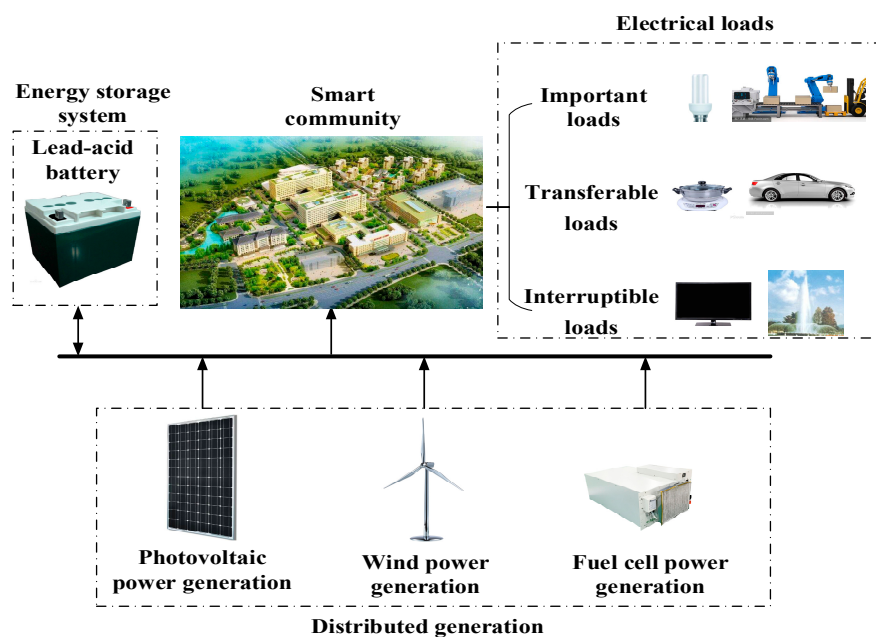 Electrical loads
Energy storage
system
Smart
community
Important
loads
Lead-acid
battery
Transferable
loads
Interruptible
loads
Photovoltaic
power generation
Wind power
generation
Fuel cell power
generation
Distributed generation